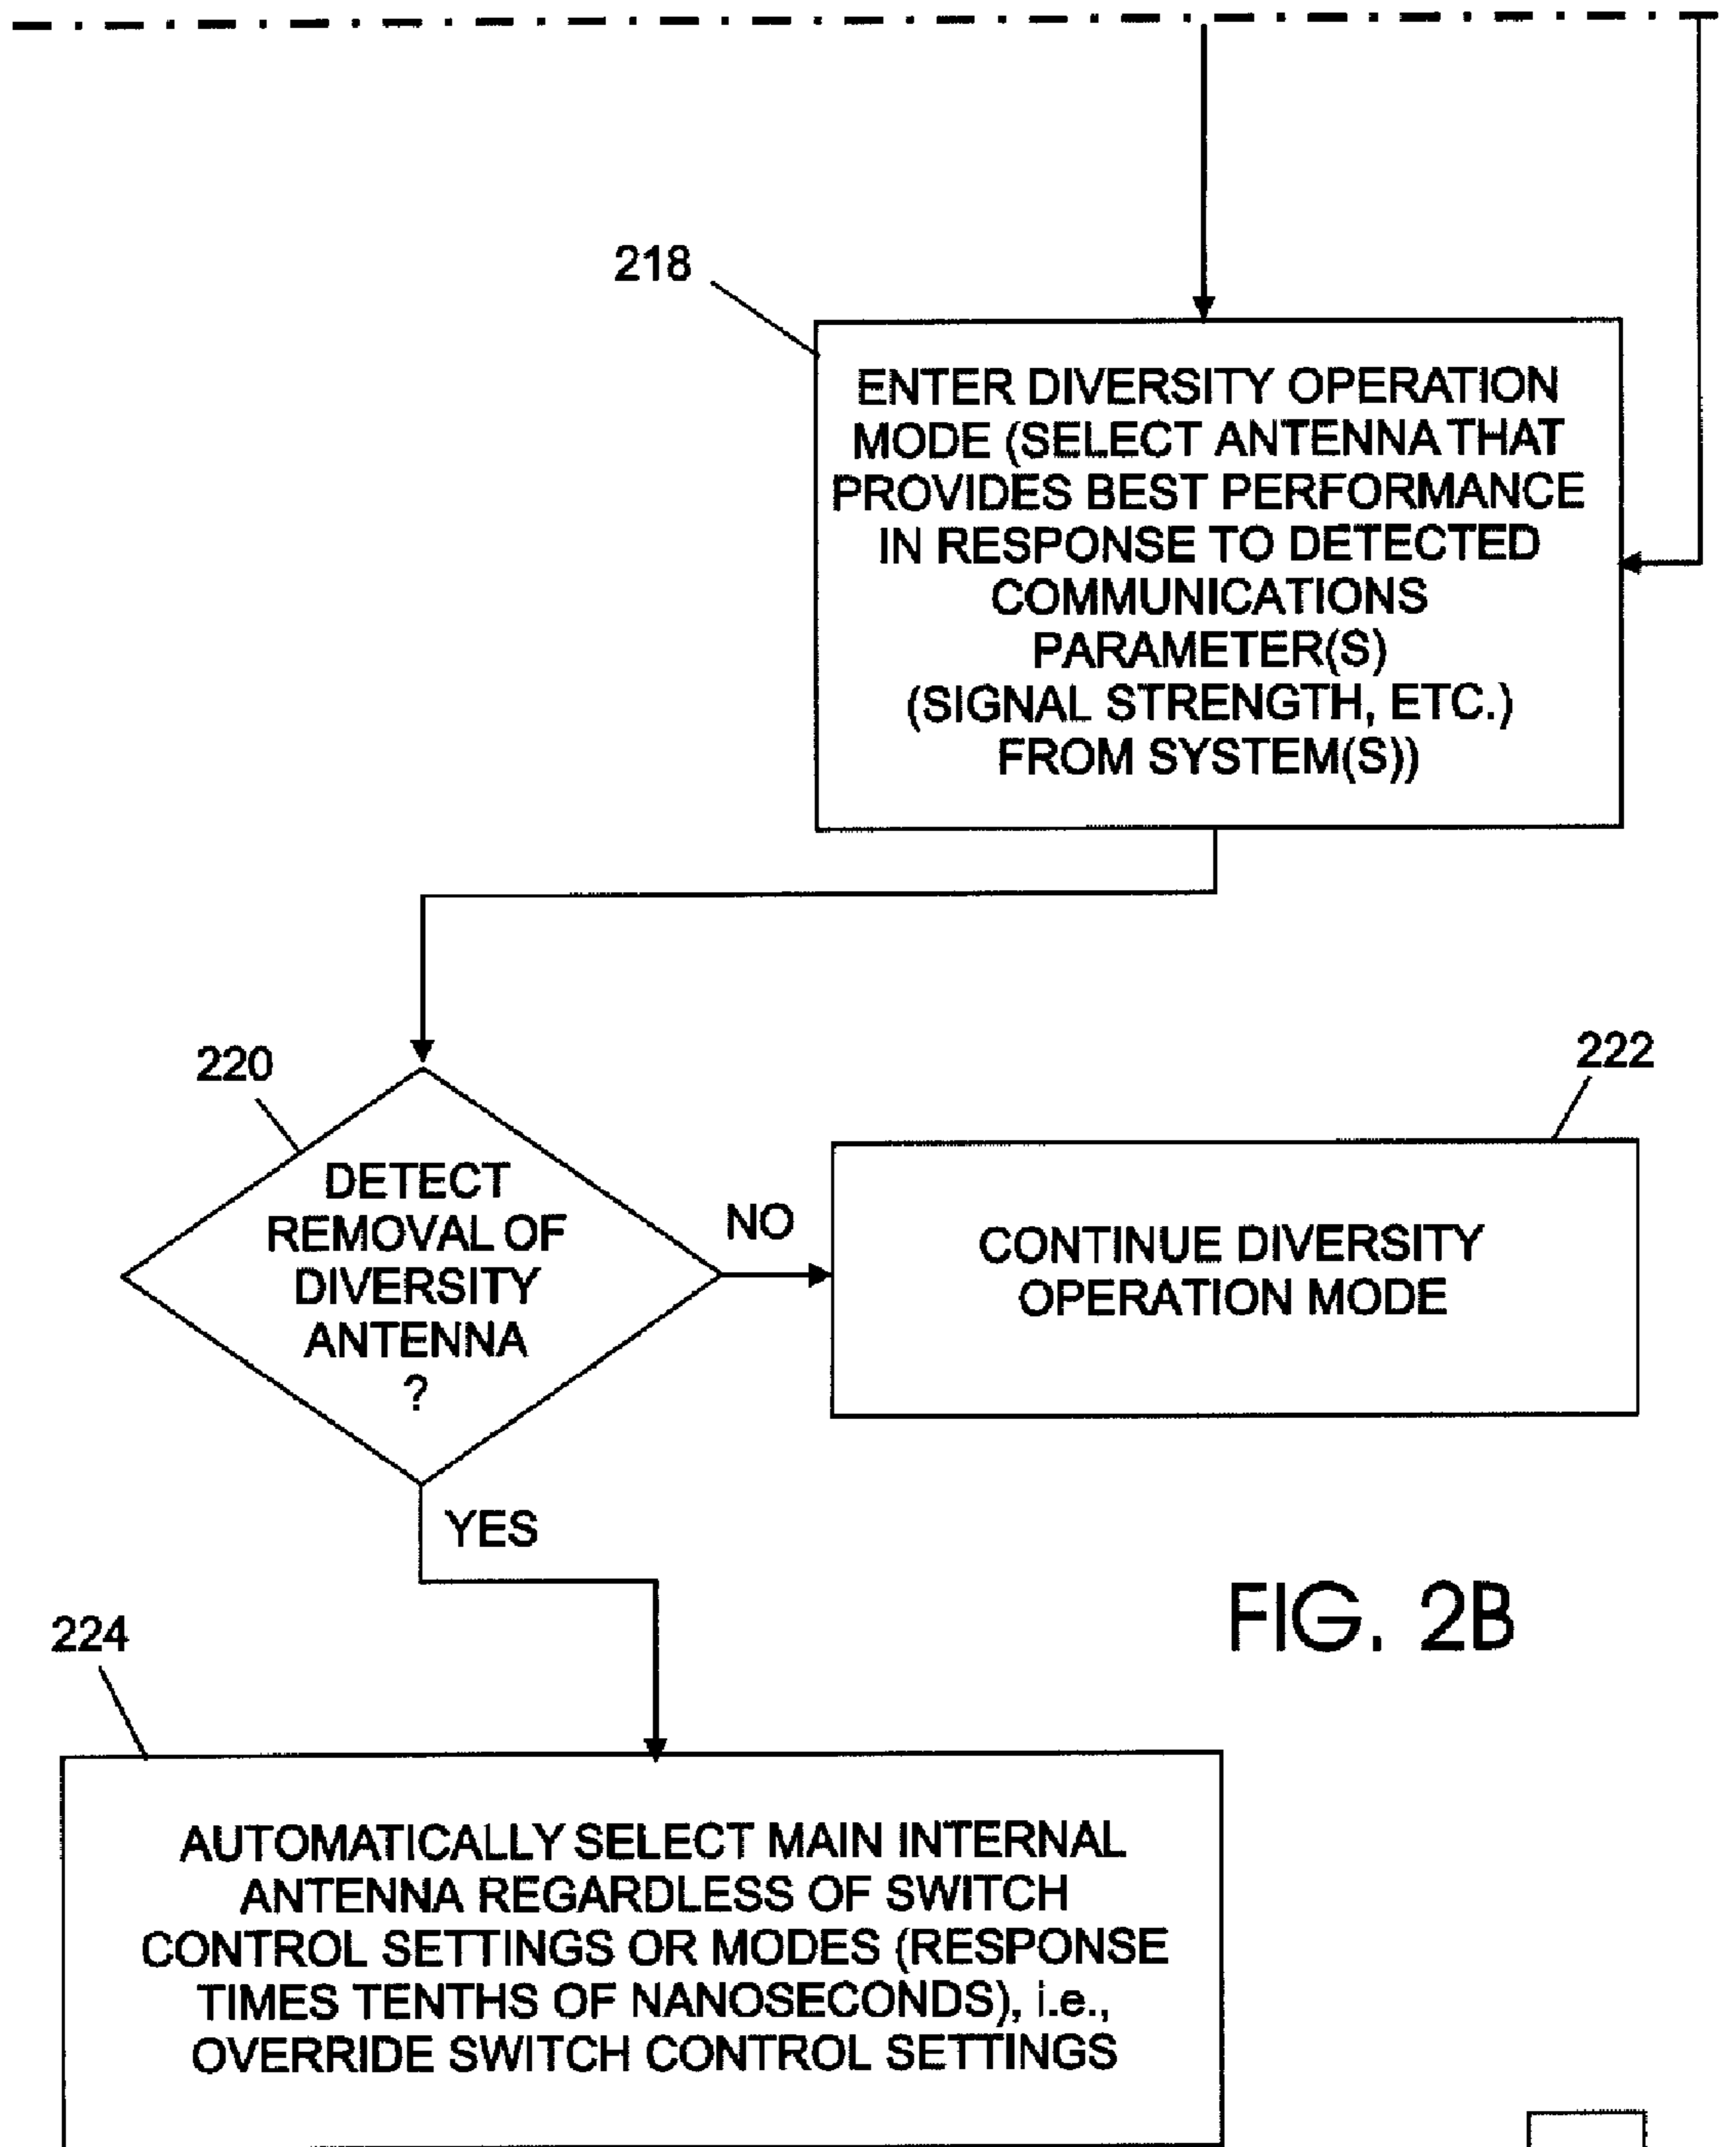 218
ENTER DIVERSITY OPERATION
MODE (SELECT ANTENNA THAT
PROVIDES BEST PERFORMANCE
IN RESPONSE TO DETECTED
COMMUNICATIONS
PARAMETER(S)
(SIGNAL STRENGTH, ETC.)
FROM SYSTEM(S))
220
DETECT
REMOVAL OF
DIVERSITY
ANTENNA
?
NO
222
CONTINUE DIVERSITY
OPERATION MODE
YES
FIG. 2B
224
AUTOMATICALLY SELECT MAIN INTERNAL
ANTENNA REGARDLESS OF SWITCH
CONTROL SETTINGS OR MODES (RESPONSE
TIMES TENTHS OF NANOSECONDS), i.e.,
OVERRIDE SWITCH CONTROL SETTINGS